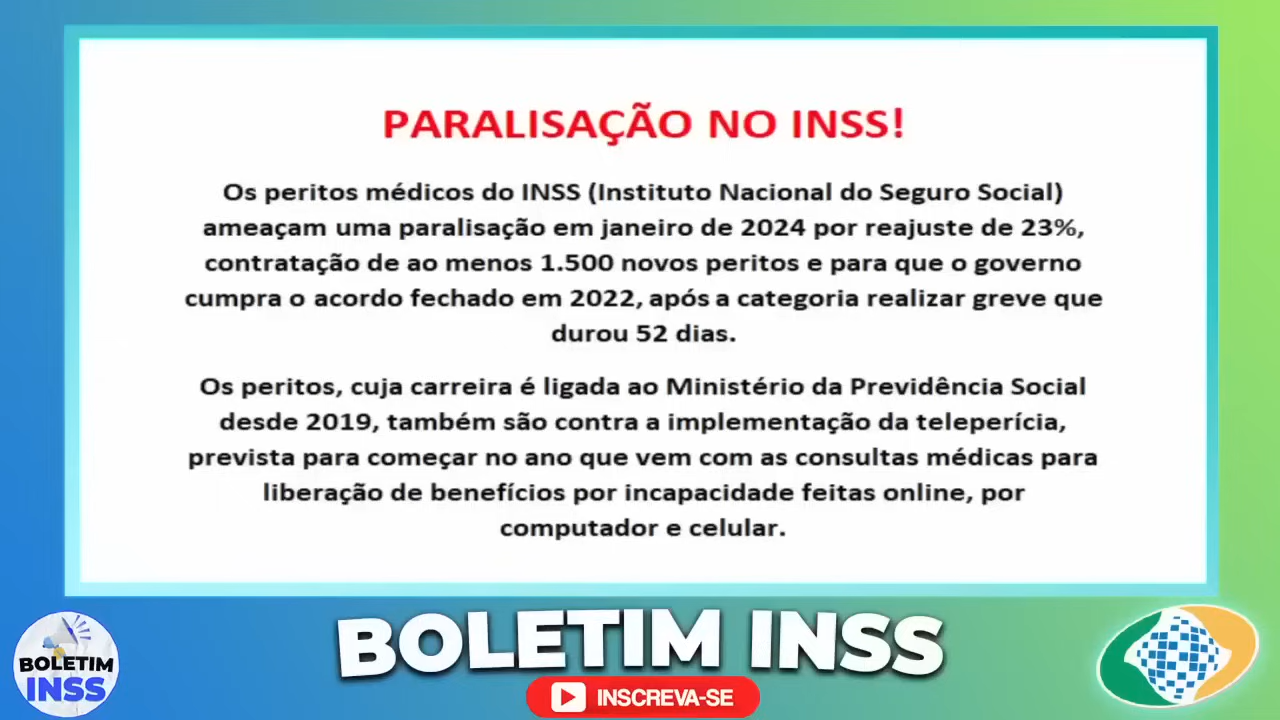 PARALISAÇÃO NO INSS!
Os peritos médicos do INSS (Instituto Nacional do Seguro Social)
ameaçam uma paralisação em janeiro de 2024 por reajuste de 23%,
contratação de ao menos 1.500 novos peritos e para que o governo
cumpra o acordo fechado em 2022, após a categoria realizar greve que
durou 52 dias.
Os peritos, cuja carreira é ligada ao Ministério da Previdência Social
desde 2019, também são contra a implementação da teleperícia,
prevista para começar no ano que vem com as consultas médicas para
liberação de benefícios por incapacidade feitas online, por
computador e celular.
BOLETIM INSS
INSCREVA-SE
BOLETIM
INSS